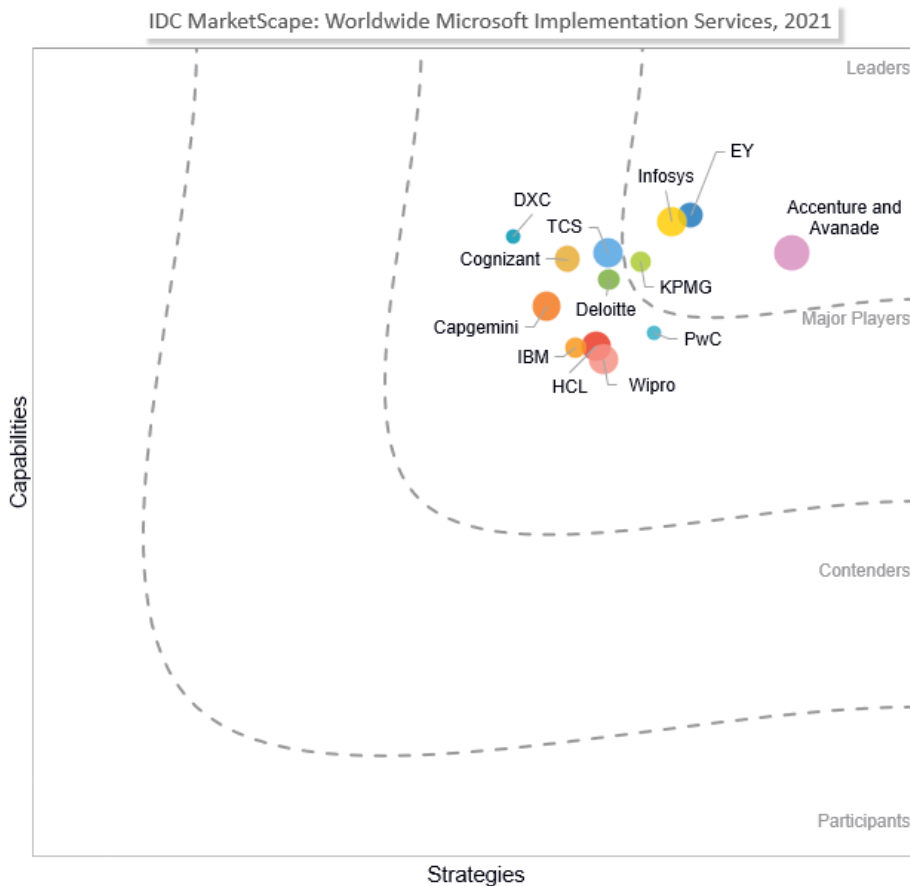 IDC MarketScape: Worldwide Microsoft Implementation Services, 2021
Leaders
EY
Infosys
DXC
Accenture and
Avanade
TCS
Cognizant
KPMG
Deloitte
Major Players
Capgemini
PwC
IBM
HCL
Wipro
Capabilities
Contenders
Participants
Strategies